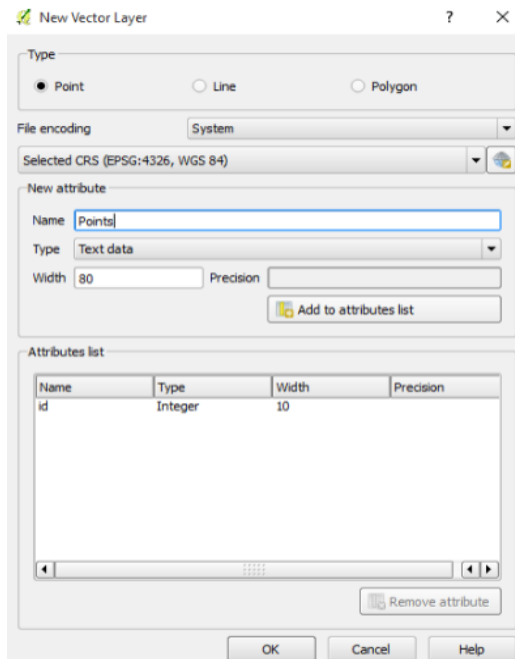 New Vector Layer ? X
Type
Point Line Polygon
File encoding System
Selected CRS (EPSG:4326, WGS 84)
New attribute
Name Points
Type Text data
Width 80 Precision
Add to attributes list
Attributes list
Name Type Width Precision
id Integer 10
Remove attribute
OK Cancel Help